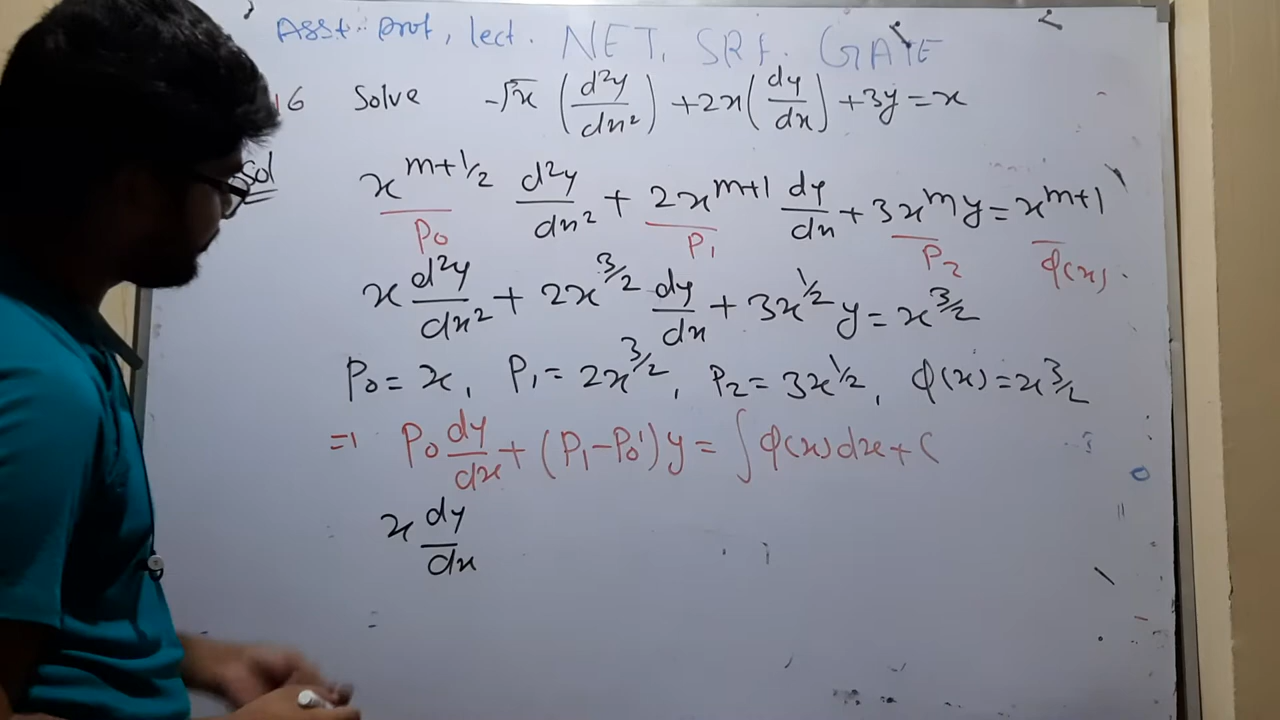 Asst. prof, lect. NET, SRF. GATE
16 Solve √x (d²y/dx²) + 2x (dy/dx) + 3y = x
Sol
x^{m+1/2} d²y/dx² + 2x^{m+1} dy/dx + 3x^m y = x^{m+1}
P₀ P₁ P₂ φ(x).
x d²y/dx² + 2x^{3/2} dy/dx + 3x^{1/2} y = x^{3/2}
P₀ = x, P₁ = 2x^{3/2}, P₂ = 3x^{1/2}, φ(x) = x^{3/2}
⇒ P₀ dy/dx + (P₁ - P₀')y = ∫φ(x)dx + C
x dy/dx